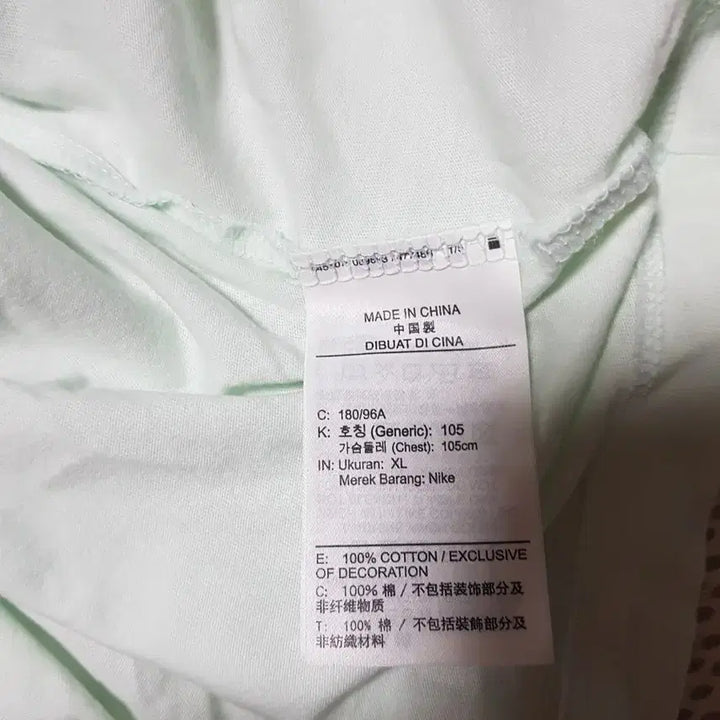 MADE IN CHINA
中国製
DIBUAT DI CINA
C: 180/96A
K: 호칭 (Generic): 105
가슴둘레 (Chest): 105cm
IN: Ukuran: XL
Merek Barang: Nike
E: 100% COTTON / EXCLUSIVE
OF DECORATION
C: 100% 棉 / 不包括装饰部分及
非纤维物质
T: 100% 棉 / 不包括裝飾部分及
非紡織材料